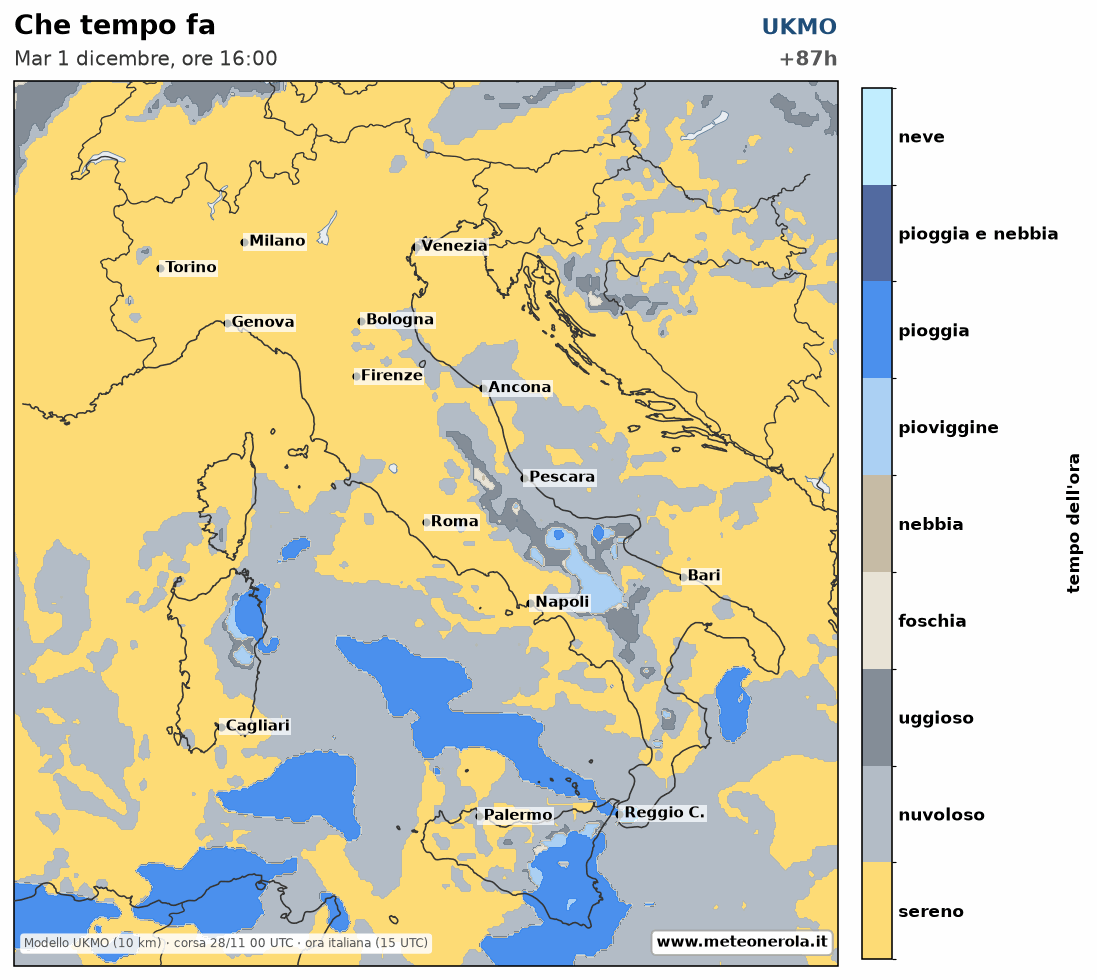 Che tempo fa
UKMO
Mar 1 dicembre, ore 16:00
+87h
neve
pioggia e nebbia
pioggia
pioviggine
nebbia
foschia
uggioso
nuvoloso
sereno
tempo dell'ora
Milano
Venezia
Torino
Genova
Bologna
Firenze
Ancona
Pescara
Roma
Bari
Napoli
Cagliari
Palermo
Reggio C.
Modello UKMO (10 km) · corsa 28/11 00 UTC · ora italiana (15 UTC)
www.meteonerola.it